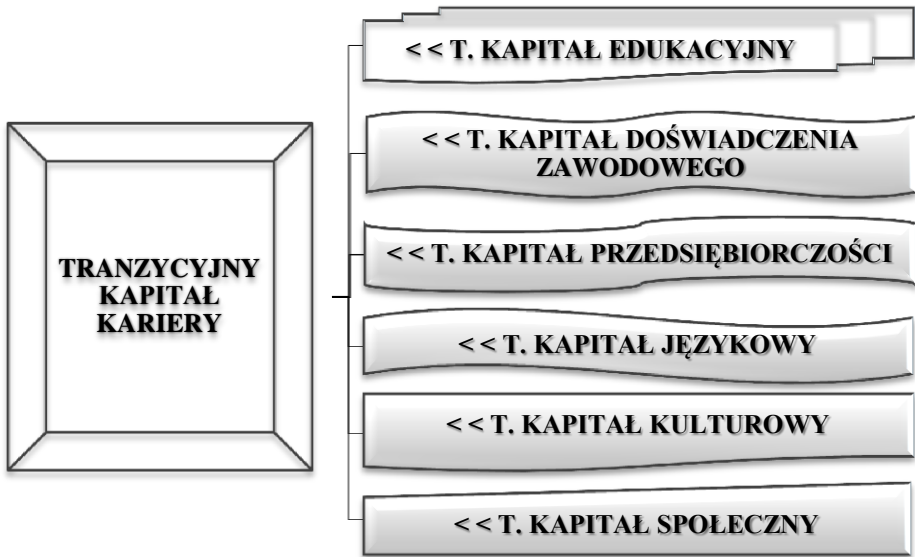 TRANZYCYJNY
KAPITAŁ
KARIERY
< < T. KAPITAŁ EDUKACYJNY
< < T. KAPITAŁ DOŚWIADCZENIA
ZAWODOWEGO
< < T. KAPITAŁ PRZEDSIĘBIORCZOŚCI
< < T. KAPITAŁ JĘZYKOWY
< < T. KAPITAŁ KULTUROWY
< < T. KAPITAŁ SPOŁECZNY